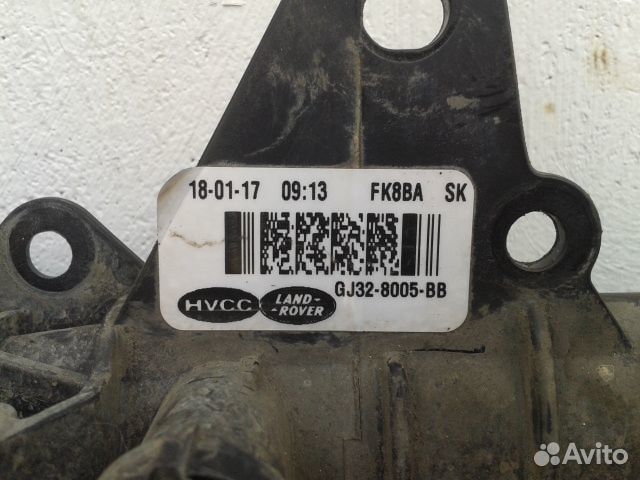 18-01-17 09:13 FK8BA SK
GJ32-8005-BB
HVCC LAND-
-ROVER
Avito